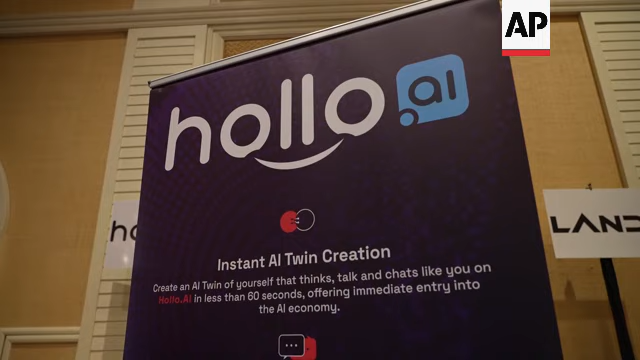 AP
hollo.ai
Instant AI Twin Creation
Create an AI Twin of yourself that thinks, talk and chats like you on
Hollo.AI in less than 60 seconds, offering immediate entry into
the AI economy.